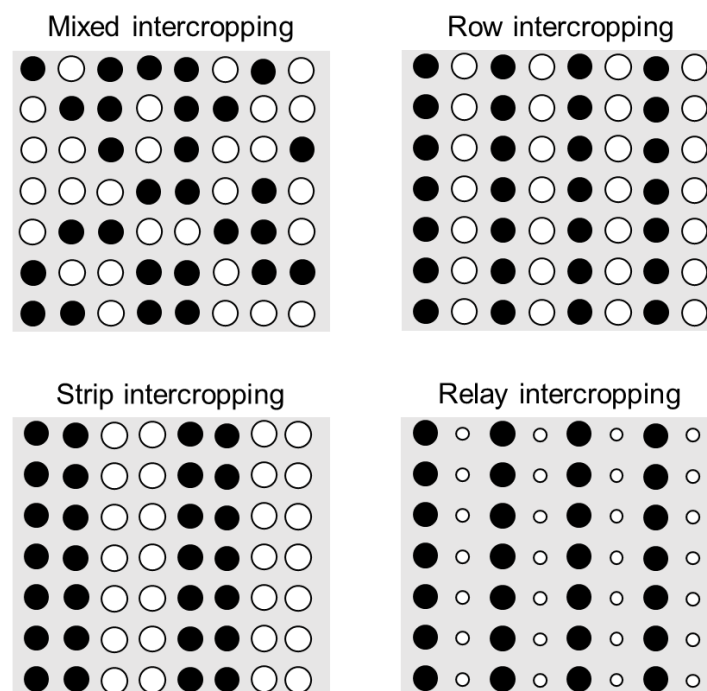 Mixed intercropping
Row intercropping
Strip intercropping
Relay intercropping